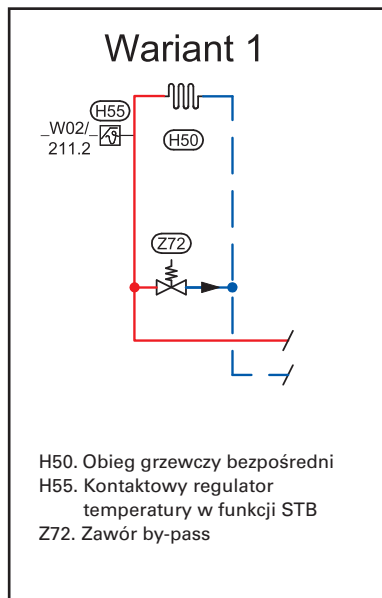 Wariant 1
H55
_W02/
211.2
H50
Z72
H50. Obieg grzewczy bezpośredni
H55. Kontaktowy regulator
temperatury w funkcji STB
Z72. Zawór by-pass